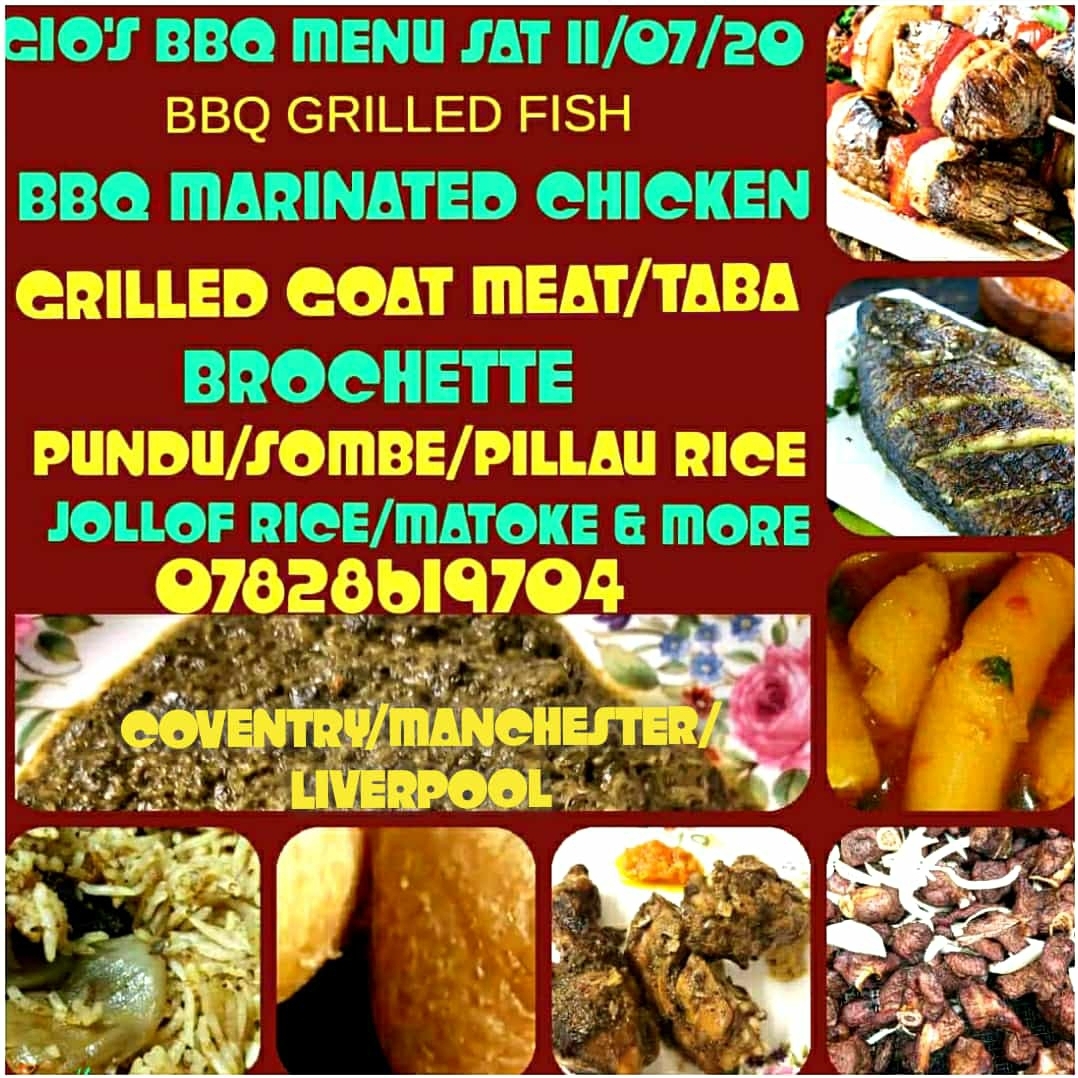 GIO'S BBQ MENU SAT 11/07/20
BBQ GRILLED FISH
BBQ MARINATED CHICKEN
GRILLED GOAT MEAT/TABA
BROCHETTE
PUNDU/SOMBE/PILLAU RICE
JOLLOF RICE/MATOKE & MORE
07828619704
COVENTRY/MANCHESTER/
LIVERPOOL